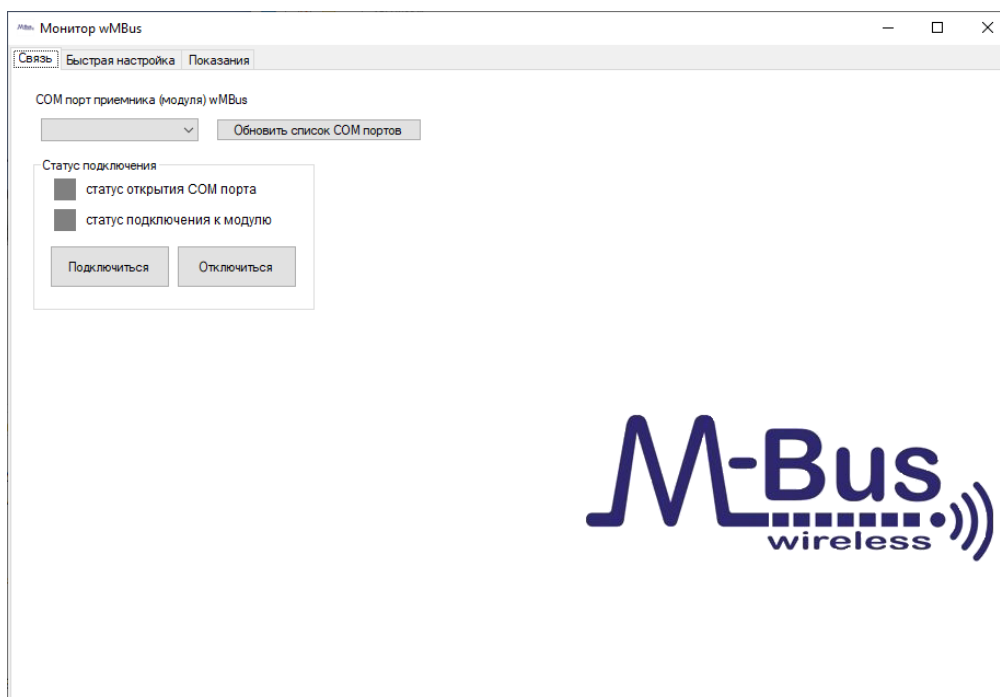 Монитор wMBus
Связь Быстрая настройка Показания
COM порт приемника (модуля) wMBus
Обновить список COM портов
Статус подключения
статус открытия COM порта
статус подключения к модулю
Подключиться Отключиться
M-Bus
wireless